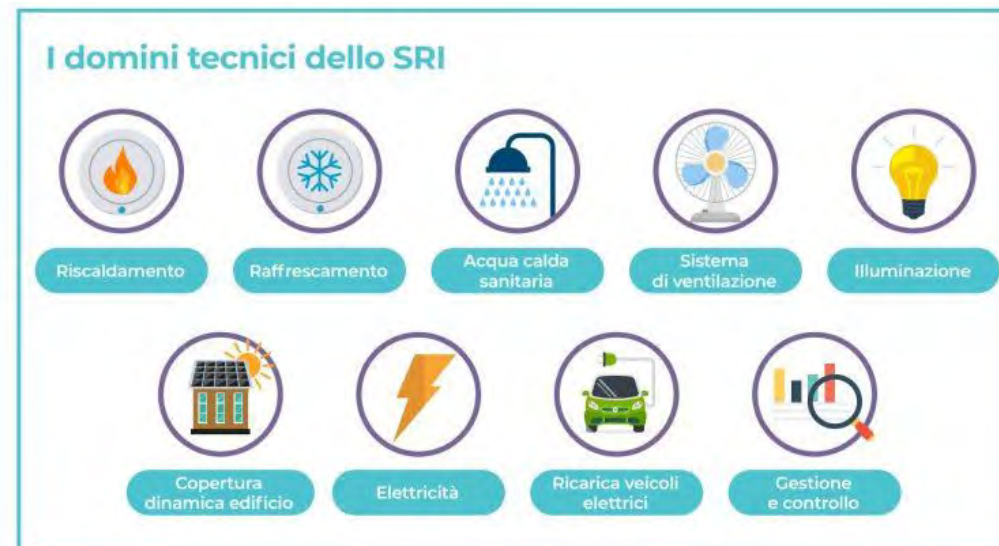 I domini tecnici dello SRI
Riscaldamento
Raffrescamento
Acqua calda
sanitaria
Sistema
di ventilazione
Illuminazione
Copertura
dinamica edificio
Elettricità
Ricarica veicoli
elettrici
Gestione
e controllo